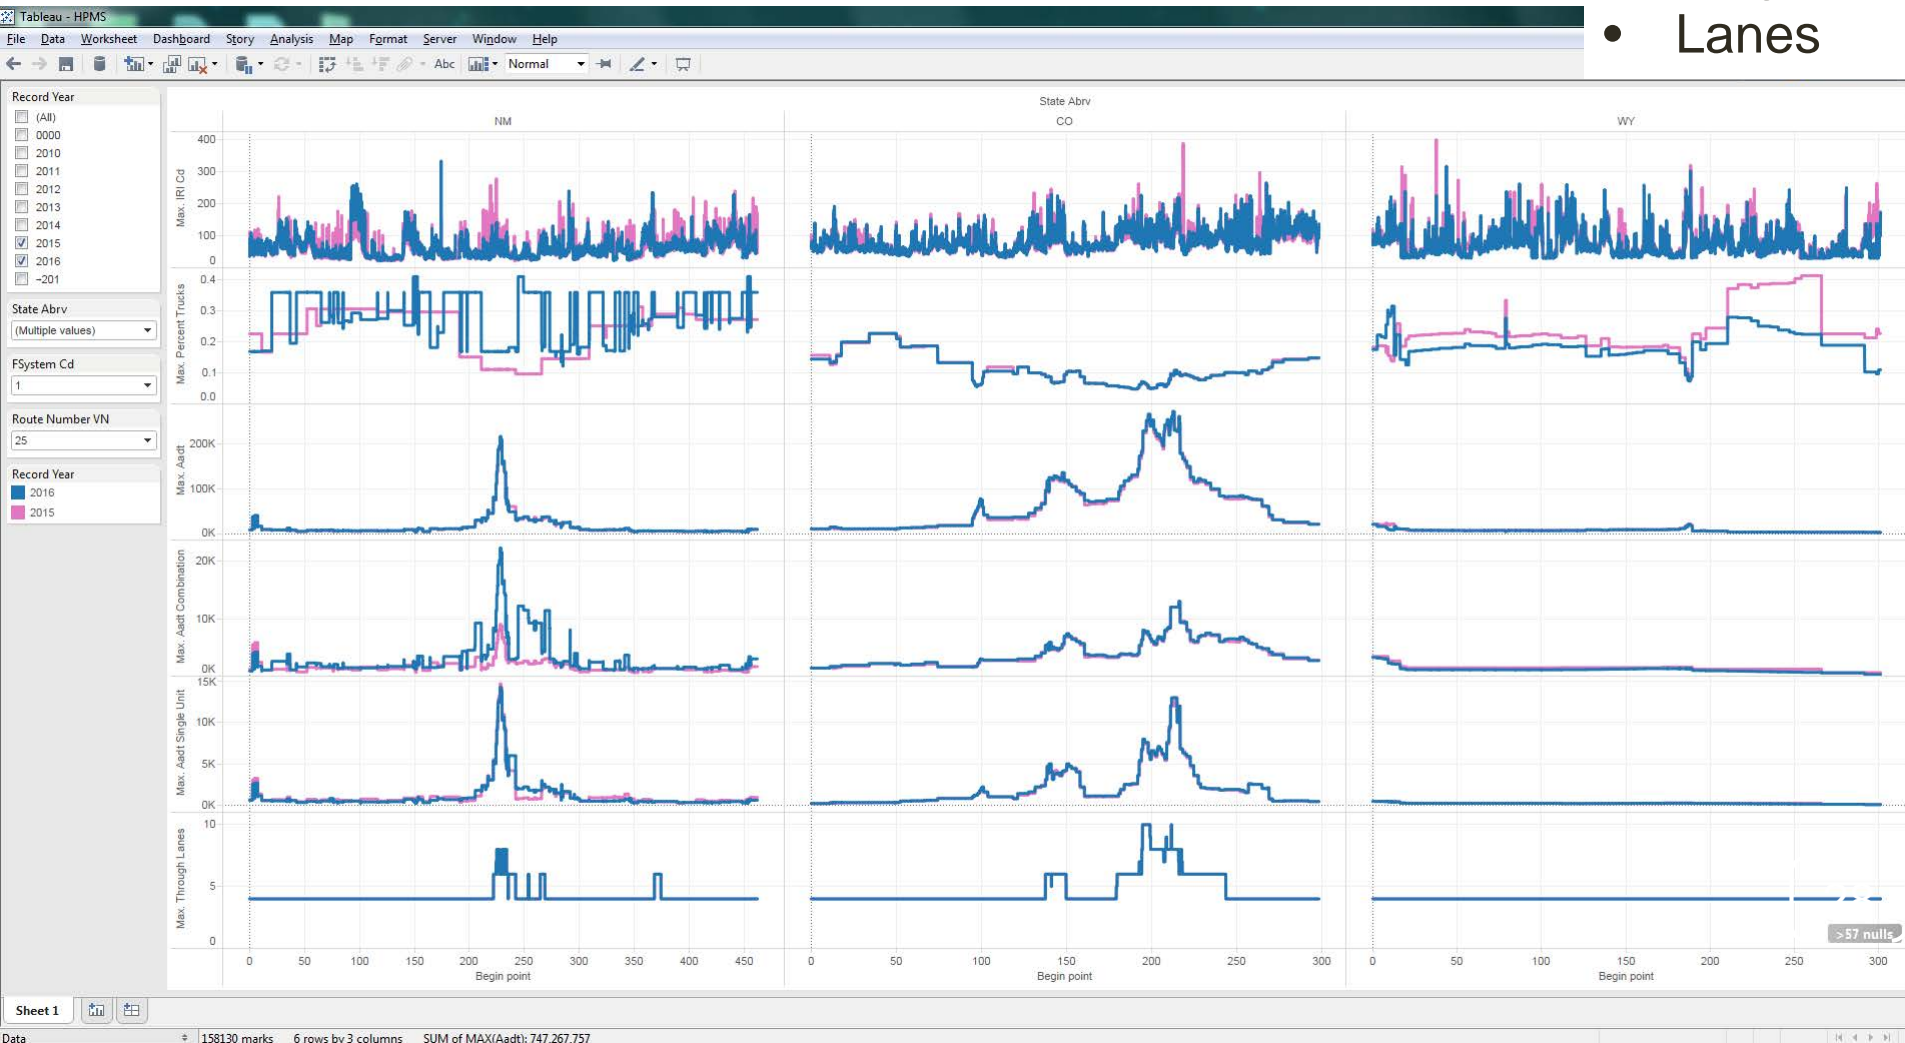 • Lanes
Tableau - HPMS
File Data Worksheet Dashboard Story Analysis Map Format Server Window Help
Abc Normal
Record Year
(All)
0000
2010
2011
2012
2013
2014
2015
2016
~201
State Abrv
(Multiple values)
FSystem Cd
1
Route Number VN
25
Record Year
2016
2015
State Abrv
NM CO WY
Max. IRI Cd
400
300
200
100
0
Max. Percent Trucks
0.4
0.3
0.2
0.1
0.0
Max. Aadt
200K
100K
0K
Max. Aadt Combination
20K
10K
0K
Max. Aadt Single Unit
15K
10K
5K
0K
Max. Through Lanes
10
5
0
>57 nulls
0 50 100 150 200 250 300 350 400 450 0 50 100 150 200 250 300 0 50 100 150 200 250 300
Begin point Begin point Begin point
Sheet 1
Data 158130 marks 6 rows by 3 columns SUM of MAX(Aadt): 747,267,757